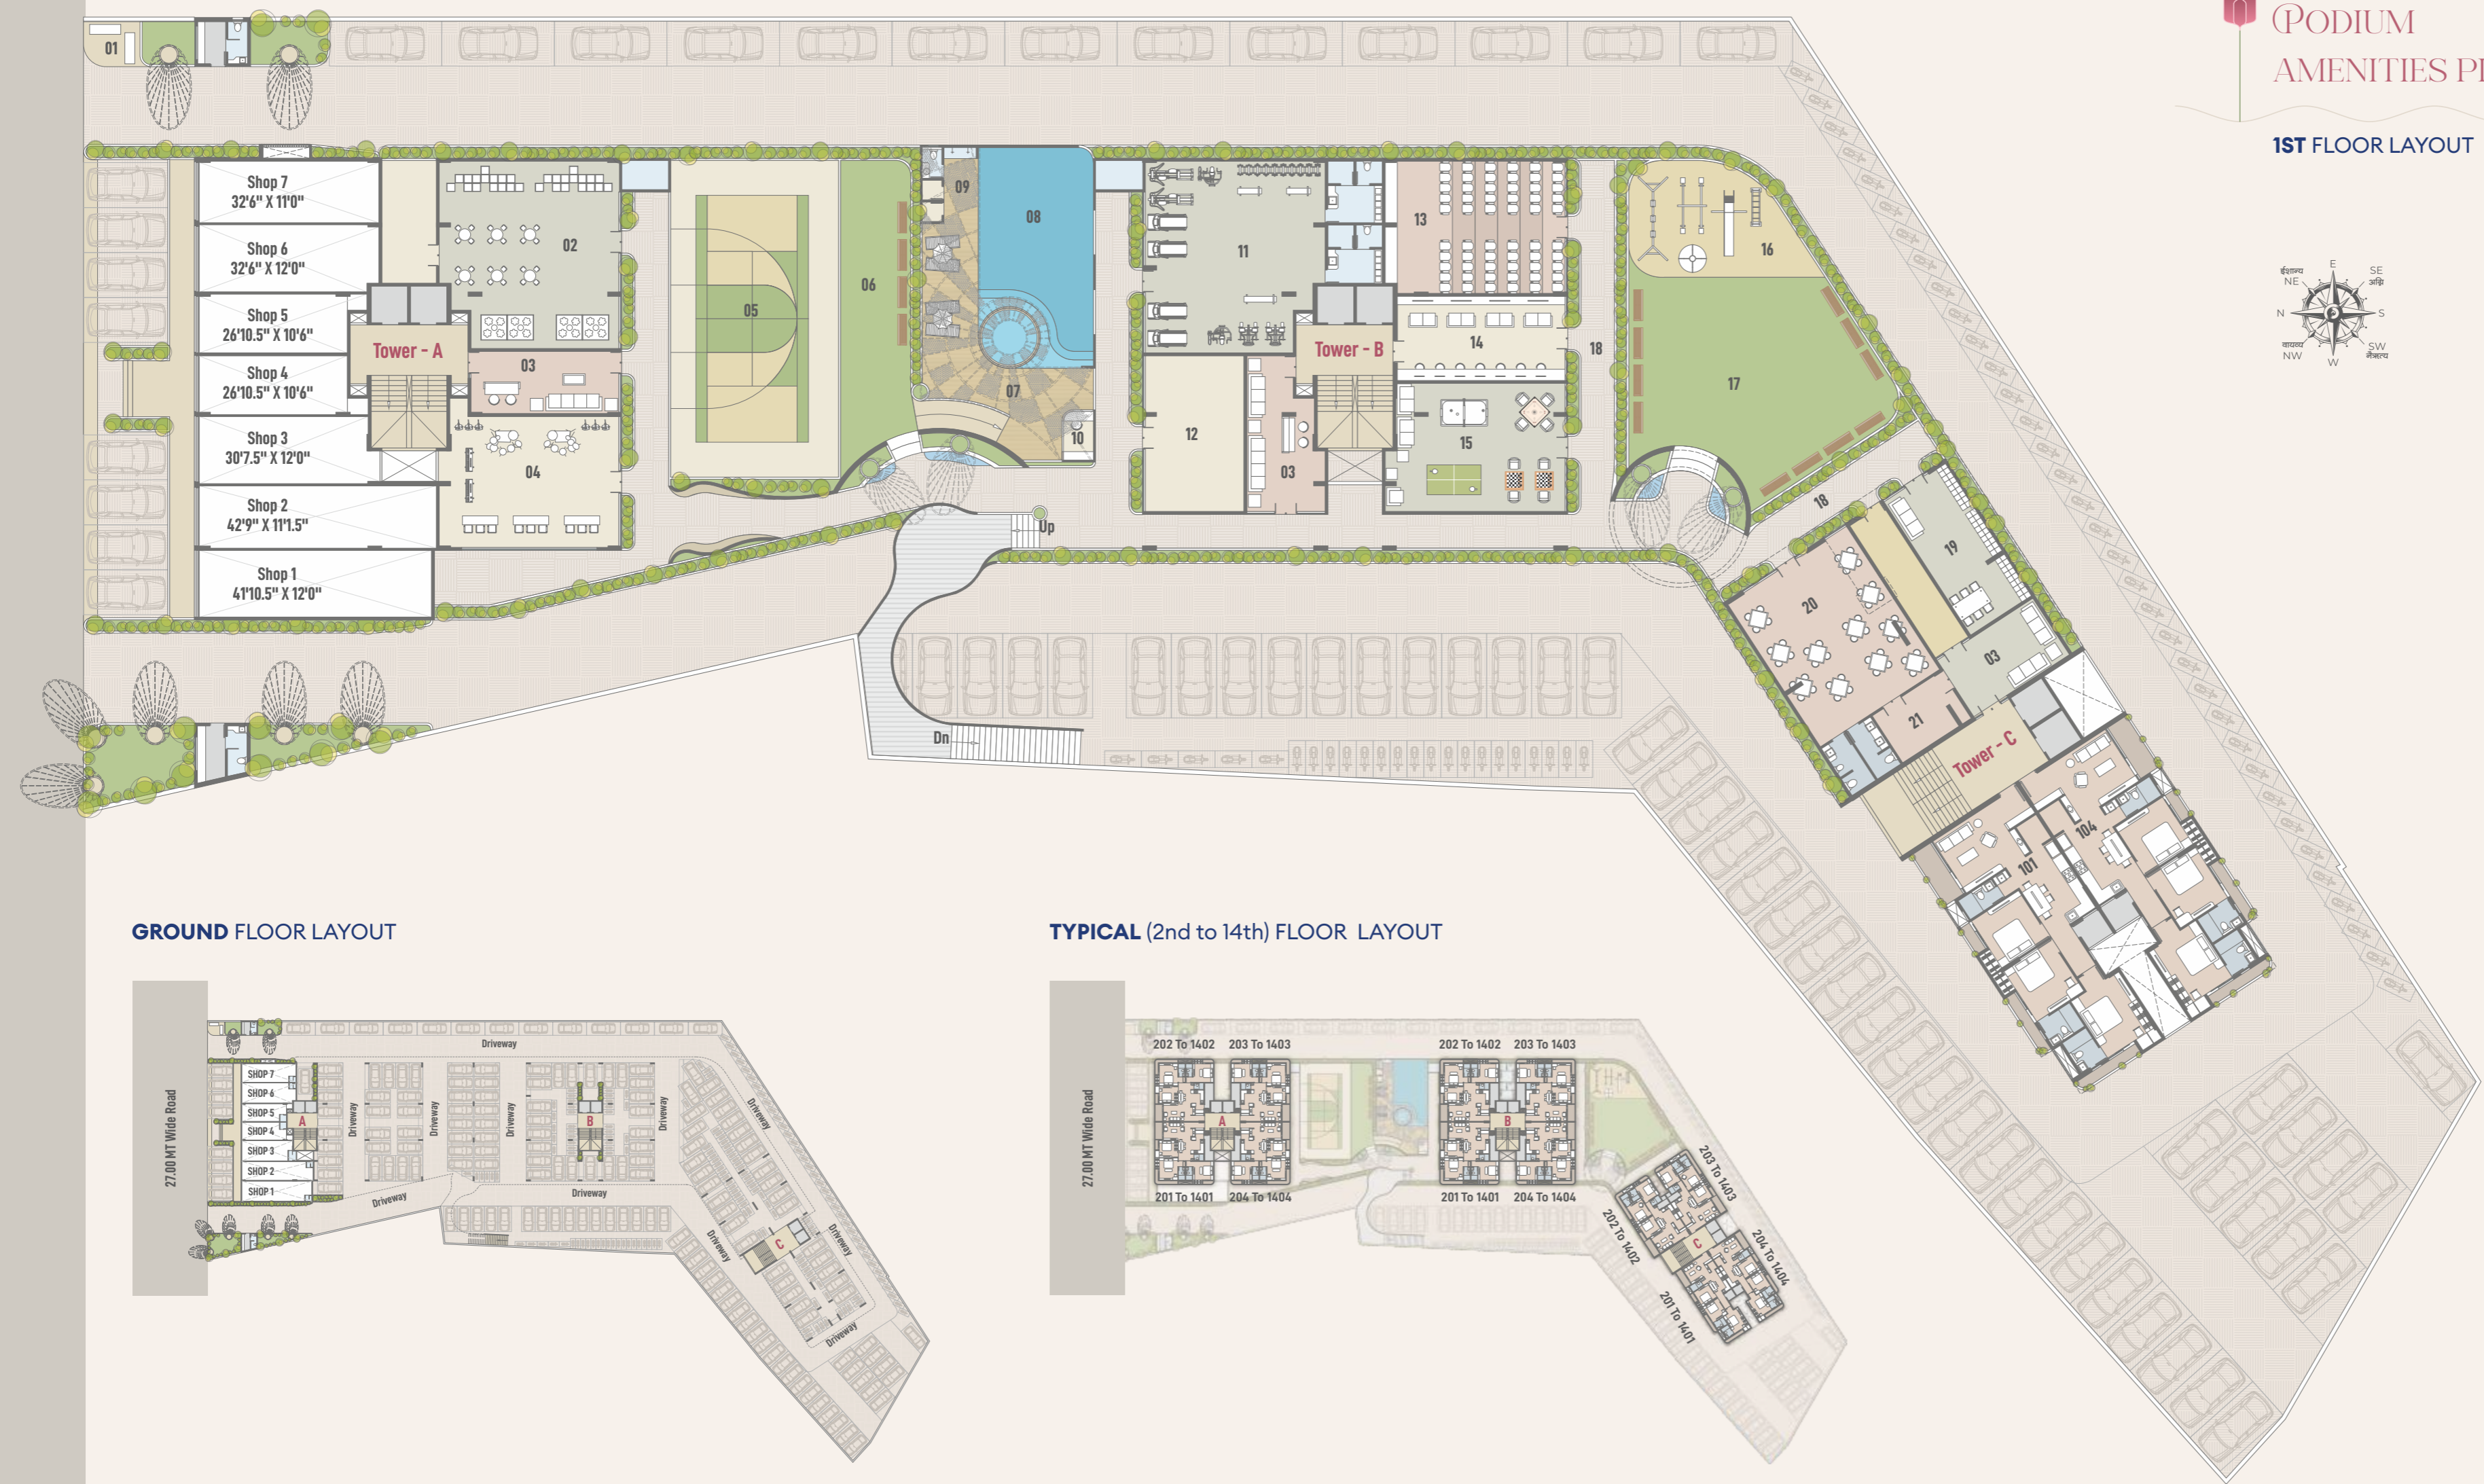 PODIUM
AMENITIES
1ST FLOOR LAYOUT
E
ईशान्य
NE
SE
अग्नि
N
S
वायव्य
NW
SW
नैऋत्य
W
01
Shop 7
32'6" X 11'0"
Shop 6
32'6" X 12'0"
Shop 5
26'10.5" X 10'6"
Shop 4
26'10.5" X 10'6"
Shop 3
30'7.5" X 12'0"
Shop 2
42'9" X 11'1.5"
Shop 1
41'10.5" X 12'0"
Tower - A
02
03
04
05
06
07
08
09
10
Up
Dn
11
12
03
Tower - B
13
14
15
18
16
17
18
19
20
03
21
Tower - C
101
104
GROUND FLOOR LAYOUT
27.00 MT Wide Road
Driveway
SHOP 7
SHOP 6
SHOP 5
SHOP 4
SHOP 3
SHOP 2
SHOP 1
A
Driveway
Driveway
Driveway
B
Driveway
Driveway
Driveway
Driveway
Driveway
C
Driveway
Driveway
TYPICAL (2nd to 14th) FLOOR LAYOUT
27.00 MT Wide Road
202 To 1402
203 To 1403
A
201 To 1401
204 To 1404
202 To 1402
203 To 1403
B
201 To 1401
204 To 1404
203 To 1403
202 To 1402
C
204 To 1404
201 To 1401